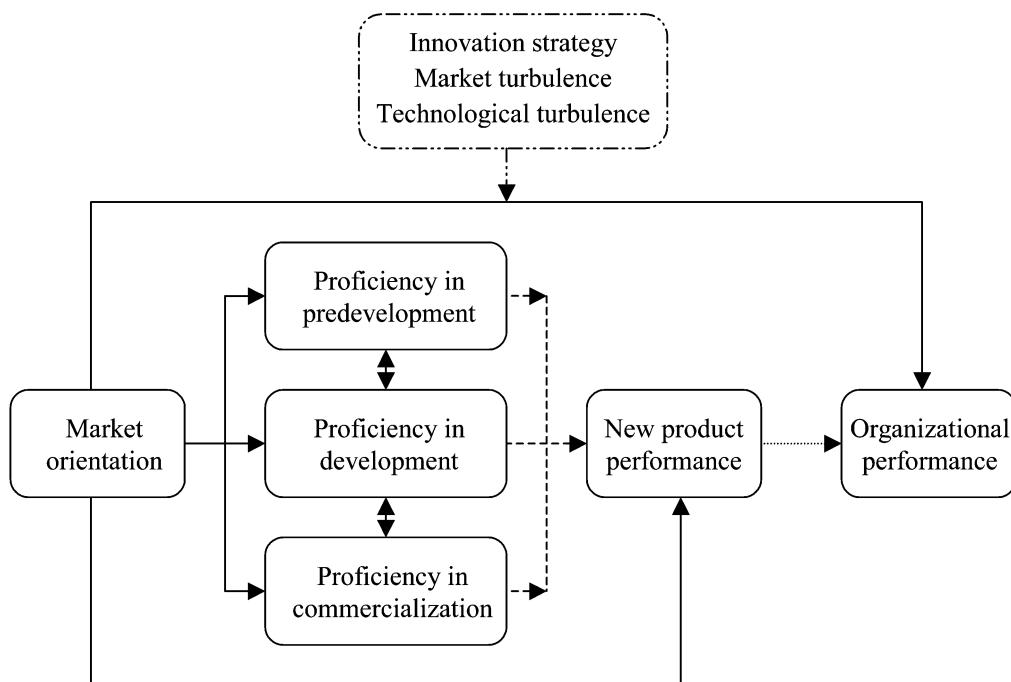 Innovation strategy
Market turbulence
Technological turbulence
Proficiency in
predevelopment
Market
orientation
Proficiency in
development
New product
performance
Organizational
performance
Proficiency in
commercialization